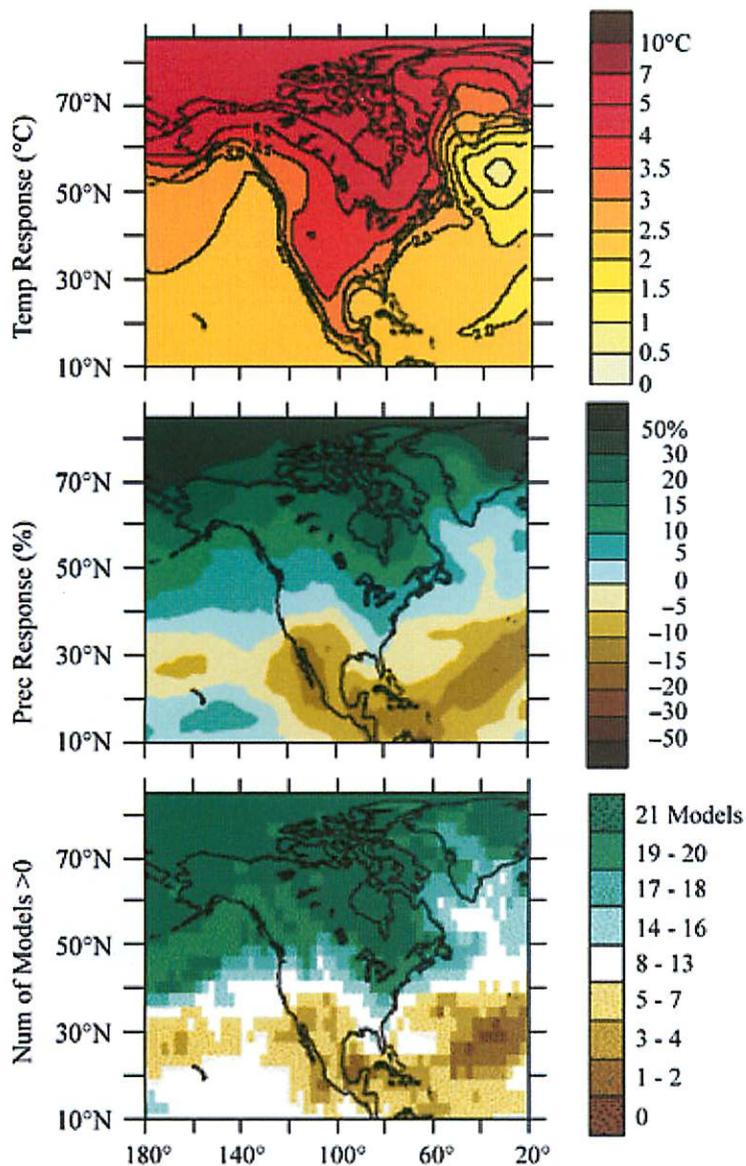 Temp Response (°C)
70°N
50°N
30°N
10°N
10°C
7
5
4
3.5
3
2.5
2
1.5
1
0.5
0
Prec Response (%)
70°N
50°N
30°N
10°N
50%
30
20
15
10
5
0
−5
−10
−15
−20
−30
−50
Num of Models >0
70°N
50°N
30°N
10°N
180°
140°
100°
60°
20°
21 Models
19 - 20
17 - 18
14 - 16
8 - 13
5 - 7
3 - 4
1 - 2
0